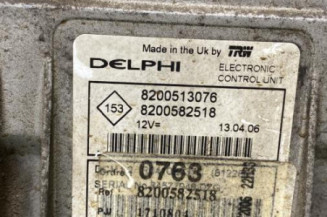 Made in the Uk by TRW
DELPHI
ELECTRONIC
CONTROL UNIT
153
8200513076
8200582518
12V=
13.04.06
0763
8200582518